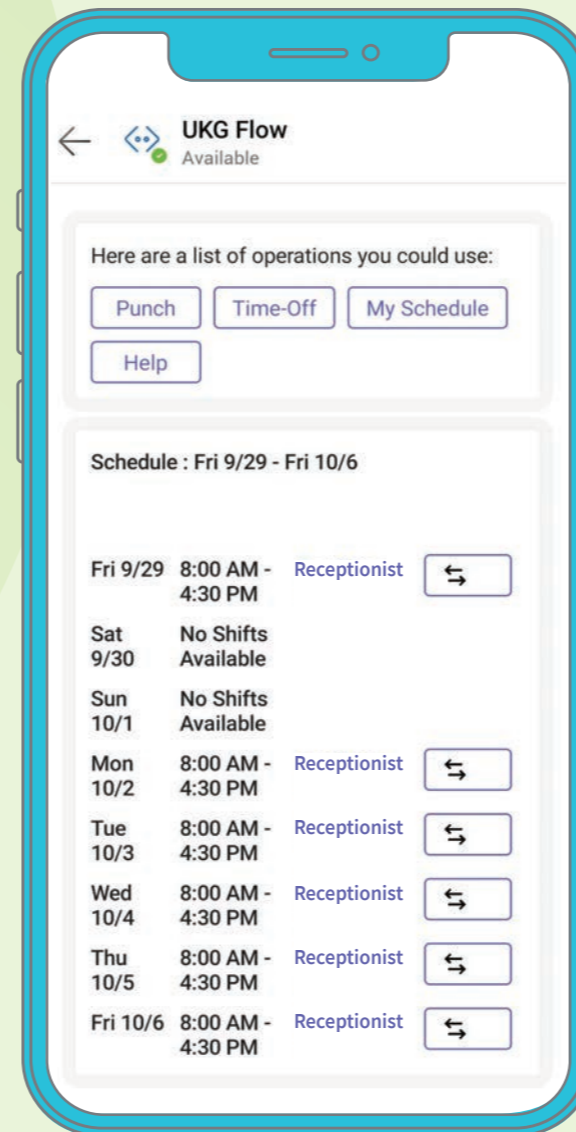 UKG Flow
Available
Here are a list of operations you could use:
Punch Time-Off My Schedule
Help
Schedule : Fri 9/29 - Fri 10/6
Fri 9/29 8:00 AM - Receptionist
4:30 PM
Sat No Shifts
9/30 Available
Sun No Shifts
10/1 Available
Mon 8:00 AM - Receptionist
10/2 4:30 PM
Tue 8:00 AM - Receptionist
10/3 4:30 PM
Wed 8:00 AM - Receptionist
10/4 4:30 PM
Thu 8:00 AM - Receptionist
10/5 4:30 PM
Fri 10/6 8:00 AM - Receptionist
4:30 PM